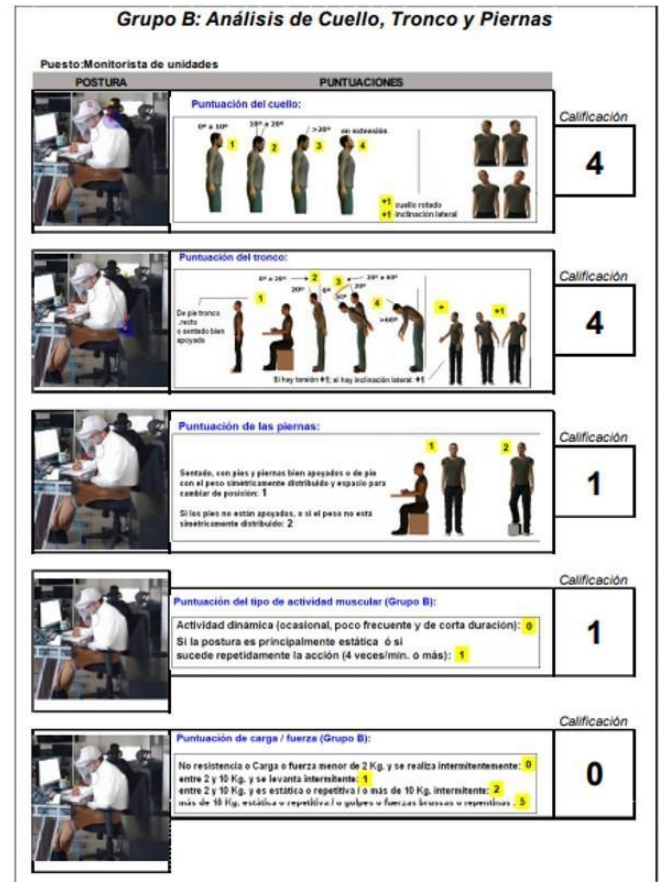 Grupo B: Análisis de Cuello, Tronco y Piernas
Puesto:Monitorista de unidades
POSTURA PUNTUACIONES
Puntuación del cuello:
0º a 10º 10º a 20º />20º en extensión
1 2 3 4
+1 cuello rotado
+1 inclinación lateral
Calificación
4
Puntuación del tronco:
0º a 20º 2 3 20º a 60º
20º 0º 20º
1
4
>60º
De pie tronco
recto
o sentado bien
apoyado
+ +1
Si hay torsión +1; si hay inclinación lateral: +1
Calificación
4
Puntuación de las piernas:
1 2
Sentado, con pies y piernas bien apoyados o de pie
con el peso simétricamente distribuido y espacio para
cambiar de posición: 1
Si los pies no están apoyados, o si el peso no está
simétricamente distribuido: 2
Calificación
1
Puntuación del tipo de actividad muscular (Grupo B):
Actividad dinámica (ocasional, poco frecuente y de corta duración): 0
Si la postura es principalmente estática ó si
sucede repetidamente la acción (4 veces/min. o más): 1
Calificación
1
Puntuación de carga / fuerza (Grupo B):
No resistencia o Carga o fuerza menor de 2 Kg. y se realiza intermitentemente: 0
entre 2 y 10 Kg. y se levanta intermitente: 1
entre 2 y 10 Kg. y es estática o repetitiva / o más de 10 Kg. intermitente: 2
más de 10 Kg. estática o repetitiva / o golpes o fuerzas bruscas o repentinas.
Calificación
0